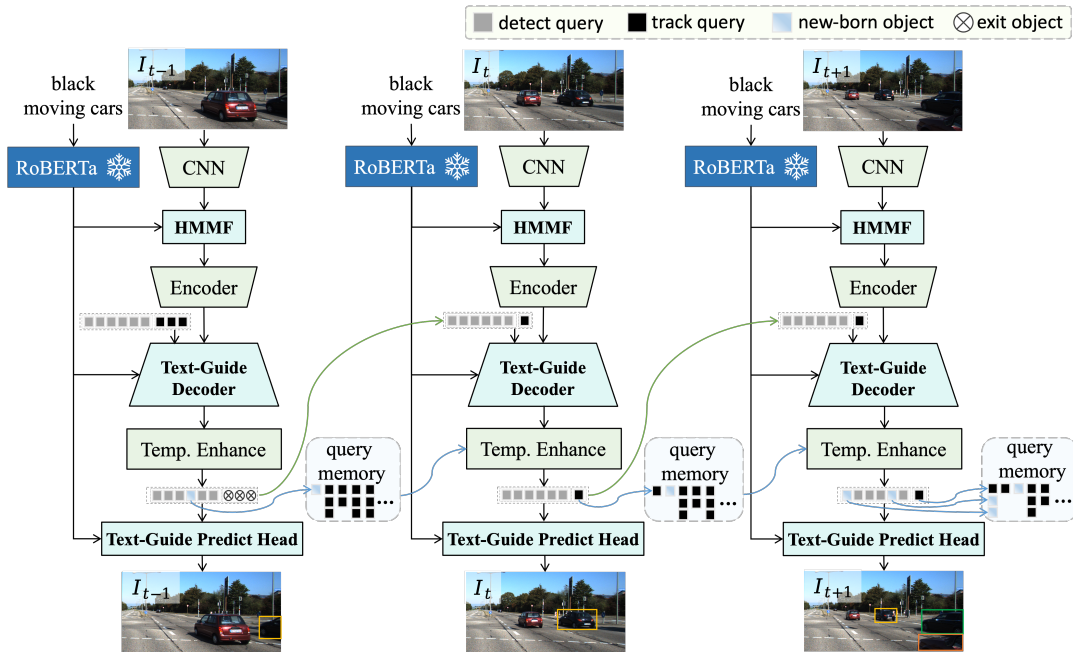 detect query track query new-born object exit object
black
moving cars
I_{t-1}
RoBERTa
CNN
HMMF
Encoder
Text-Guide
Decoder
Temp. Enhance
query
memory
...
Text-Guide Predict Head
I_{t-1}
black
moving cars
I_t
RoBERTa
CNN
HMMF
Encoder
Text-Guide
Decoder
Temp. Enhance
query
memory
...
Text-Guide Predict Head
I_t
black
moving cars
I_{t+1}
RoBERTa
CNN
HMMF
Encoder
Text-Guide
Decoder
Temp. Enhance
query
memory
...
Text-Guide Predict Head
I_{t+1}